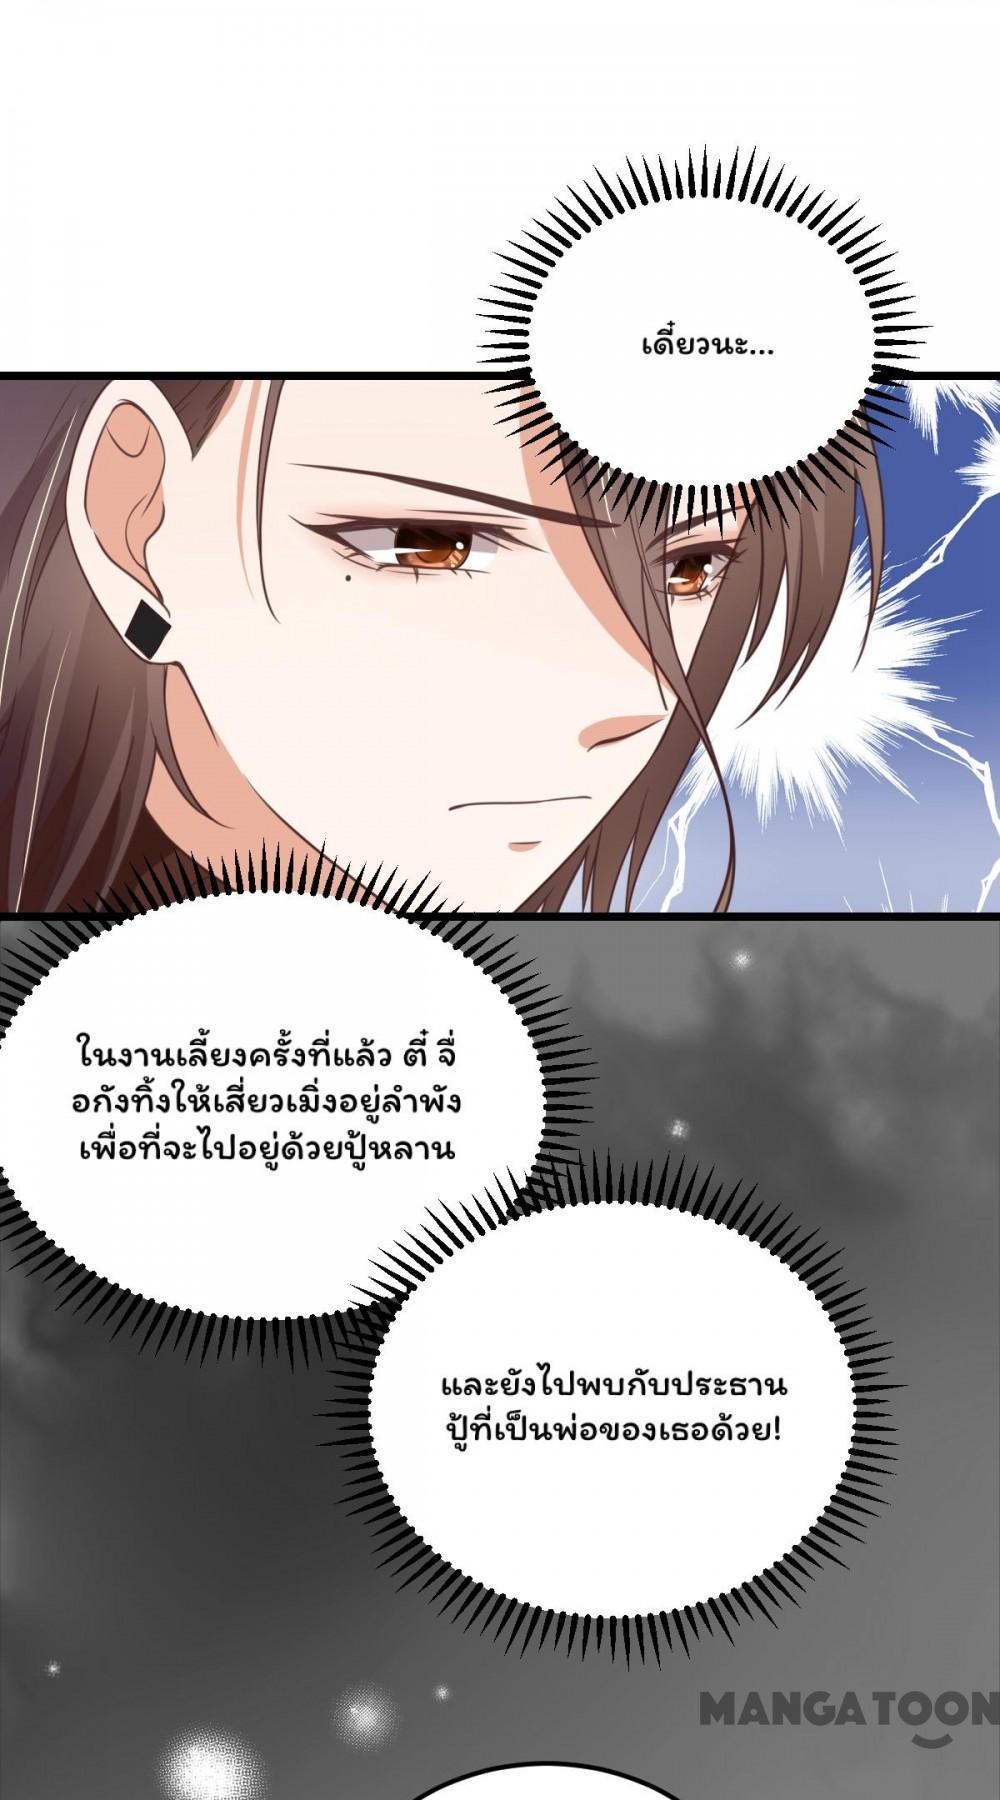 เดี๋ยวนะ...
ในงานเลี้ยงครั้งที่แล้ว ตี๋ จื่
อกังทิ้งให้เสี่ยวเมิ่งอยู่ลำพัง
เพื่อที่จะไปอยู่ด้วยปู้หลาน
และยังไปพบกับประธาน
ปู้ที่เป็นพ่อของเธอด้วย!
MANGATOON